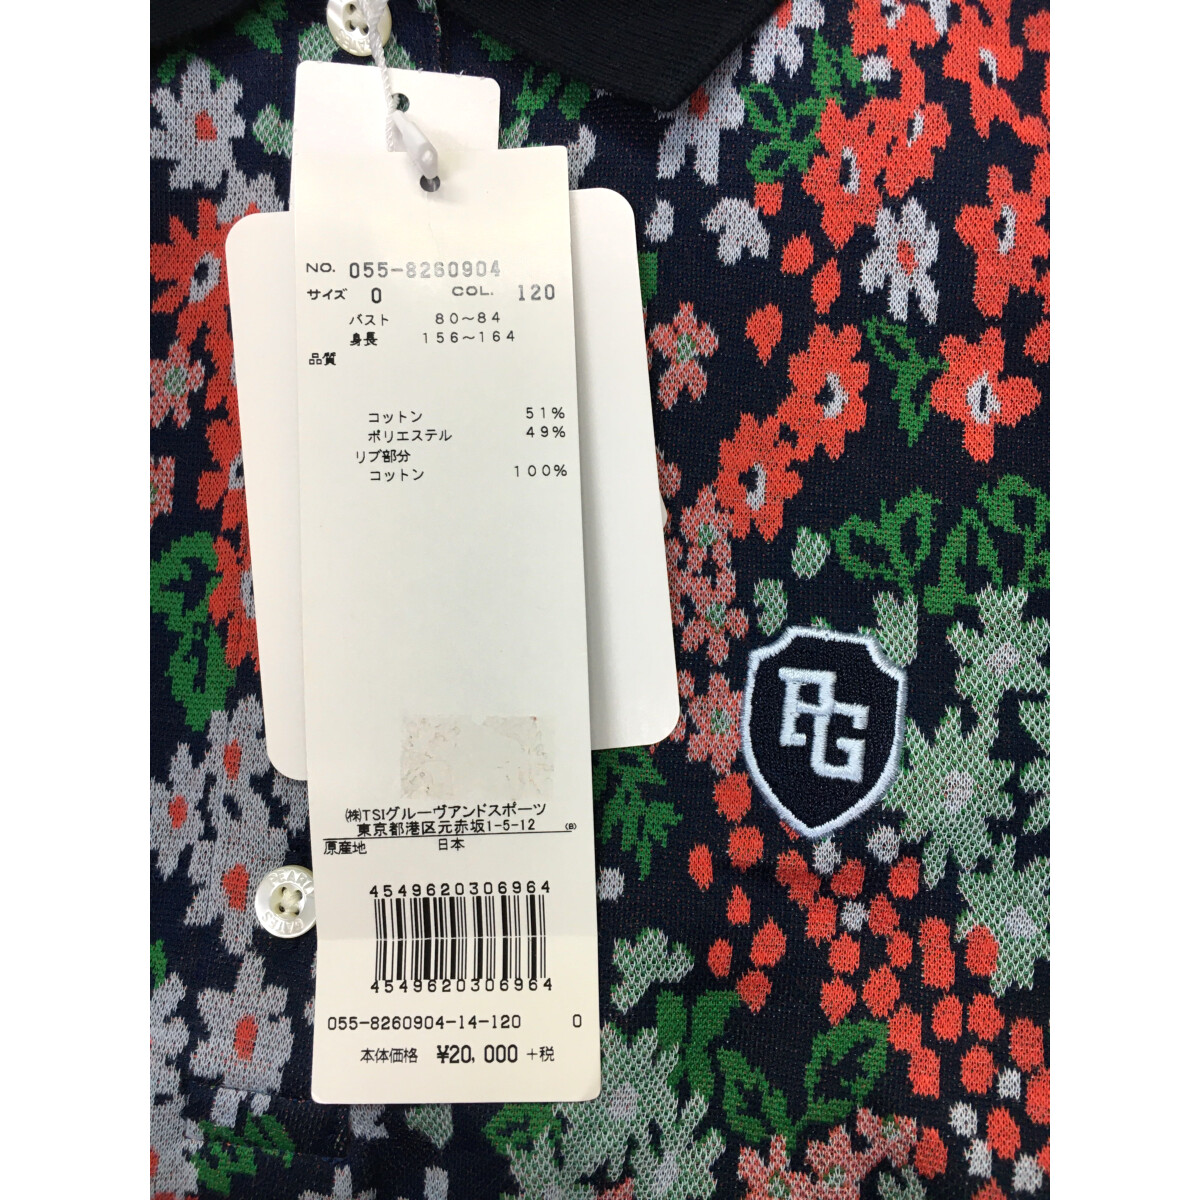 NO. 055-8260904
サイズ 0 COL. 120
バスト 80～84
身長 156～164
品質
コットン 51%
ポリエステル 49%
リブ部分
コットン 100%
㈱TSIグルーヴアンドスポーツ
東京都港区元赤坂1-5-12 (B)
原産地 日本
4549620306964
4549620306964
055-8260904-14-120 0
本体価格 ¥20,000 +税
PG
PEARLY
GATES